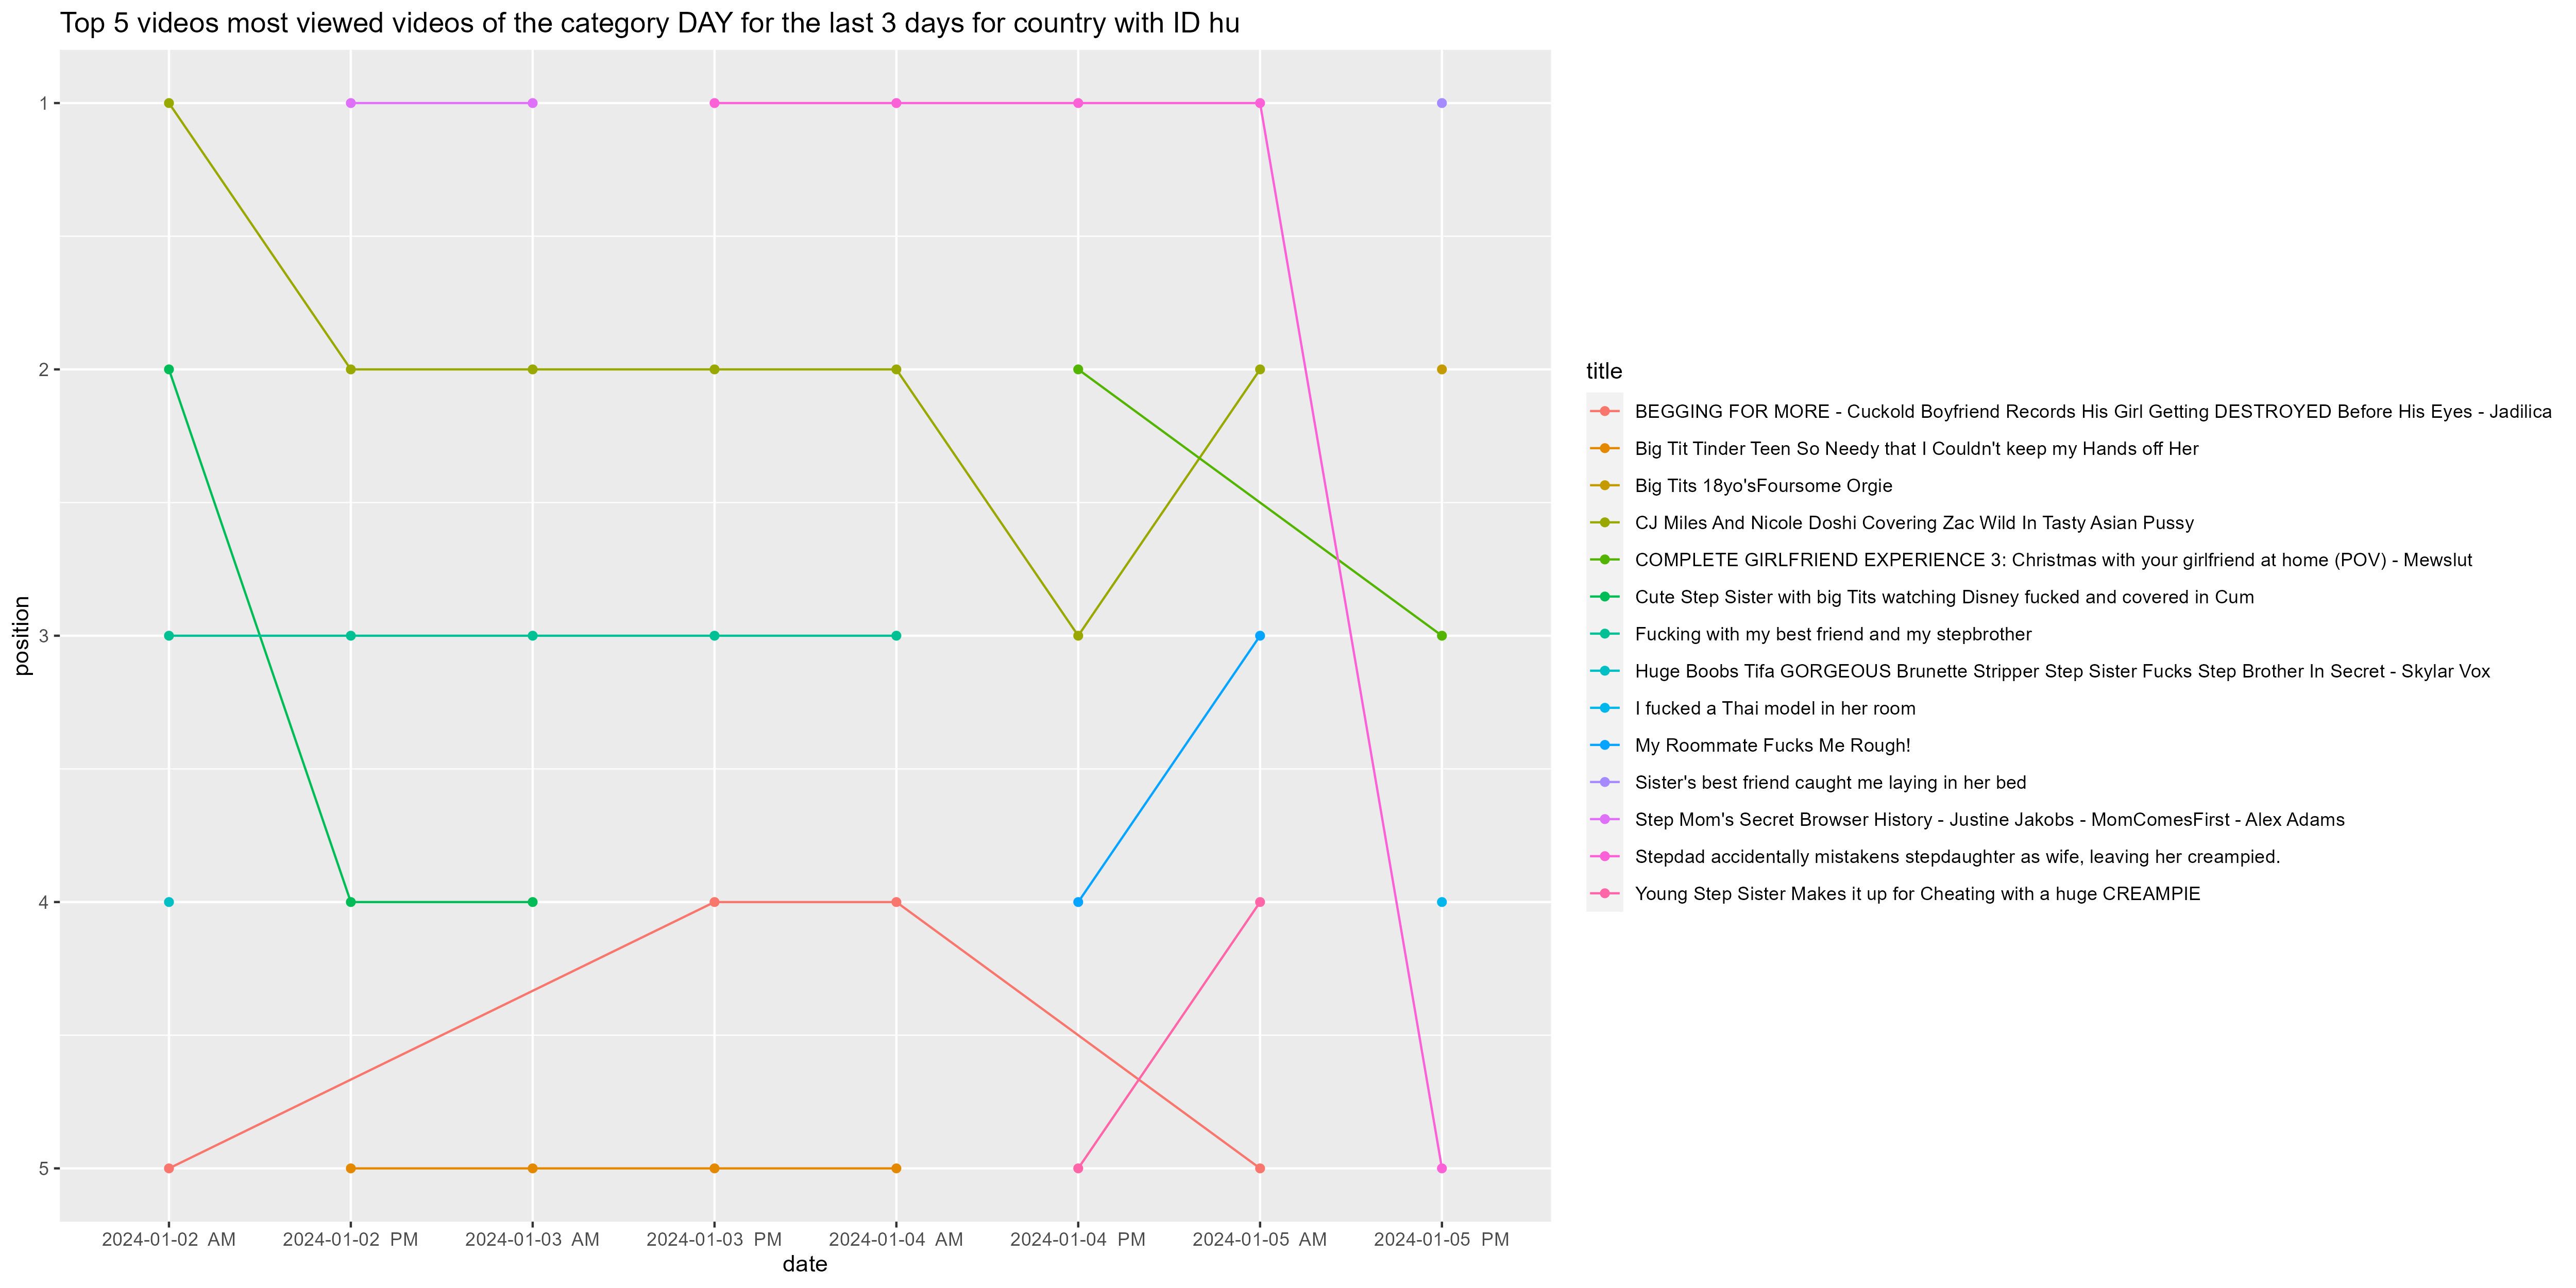 Top 5 videos most viewed videos of the category DAY for the last 3 days for country with ID hu
position
1
2
3
4
5
2024-01-02 AM
2024-01-02 PM
2024-01-03 AM
2024-01-03 PM
2024-01-04 AM
2024-01-04 PM
2024-01-05 AM
2024-01-05 PM
date
title
BEGGING FOR MORE - Cuckold Boyfriend Records His Girl Getting DESTROYED Before His Eyes - Jadilica
Big Tit Tinder Teen So Needy that I Couldn't keep my Hands off Her
Big Tits 18yo'sFoursome Orgie
CJ Miles And Nicole Doshi Covering Zac Wild In Tasty Asian Pussy
COMPLETE GIRLFRIEND EXPERIENCE 3: Christmas with your girlfriend at home (POV) - Mewslut
Cute Step Sister with big Tits watching Disney fucked and covered in Cum
Fucking with my best friend and my stepbrother
Huge Boobs Tifa GORGEOUS Brunette Stripper Step Sister Fucks Step Brother In Secret - Skylar Vox
I fucked a Thai model in her room
My Roommate Fucks Me Rough!
Sister's best friend caught me laying in her bed
Step Mom's Secret Browser History - Justine Jakobs - MomComesFirst - Alex Adams
Stepdad accidentally mistakens stepdaughter as wife, leaving her creampied.
Young Step Sister Makes it up for Cheating with a huge CREAMPIE